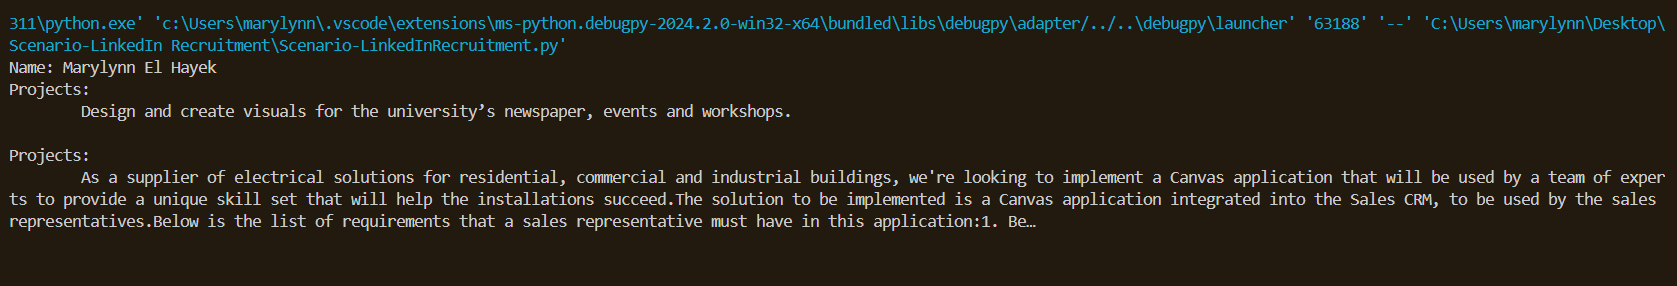 311\python.exe' 'c:\Users\marylynn\.vscode\extensions\ms-python.debugpy-2024.2.0-win32-x64\bundled\libs\debugpy\adapter/../..\debugpy\launcher' '63188' '--' 'C:\Users\marylynn\Desktop\
Scenario-LinkedIn Recruitment\Scenario-LinkedInRecruitment.py'
Name: Marylynn El Hayek
Projects:
Design and create visuals for the university’s newspaper, events and workshops.
Projects:
As a supplier of electrical solutions for residential, commercial and industrial buildings, we're looking to implement a Canvas application that will be used by a team of exper
ts to provide a unique skill set that will help the installations succeed.The solution to be implemented is a Canvas application integrated into the Sales CRM, to be used by the sales
representatives.Below is the list of requirements that a sales representative must have in this application:1. Be…